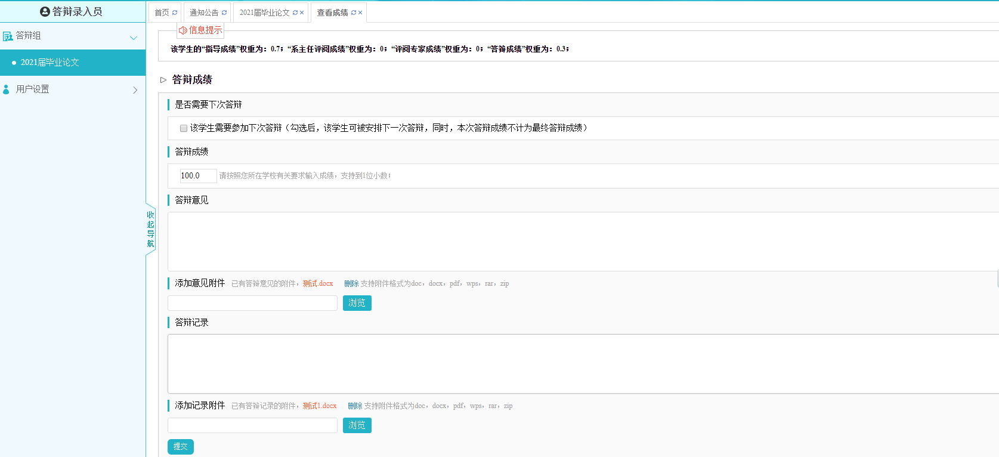 答辩录入员
首页 通知公告 2021届毕业论文 查看成绩
答辩组
2021届毕业论文
用户设置
收起导航
信息提示
该学生的“指导成绩”权重为：0.7；“系主任评阅成绩”权重为：0；“评阅专家成绩”权重为：0；“答辩成绩”权重为：0.3；
答辩成绩
是否需要下次答辩
该学生需要参加下次答辩（勾选后，该学生可被安排下一次答辩，同时，本次答辩成绩不计为最终答辩成绩）
答辩成绩
100.0 请按照您所在学校有关要求输入成绩，支持到1位小数；
答辩意见
添加意见附件 已有答辩意见的附件，测试.docx 删除 支持附件格式为doc，docx，pdf，wps，rar，zip
浏览
答辩记录
添加记录附件 已有答辩记录的附件，测试1.docx 删除 支持附件格式为doc，docx，pdf，wps，rar，zip
浏览
提交